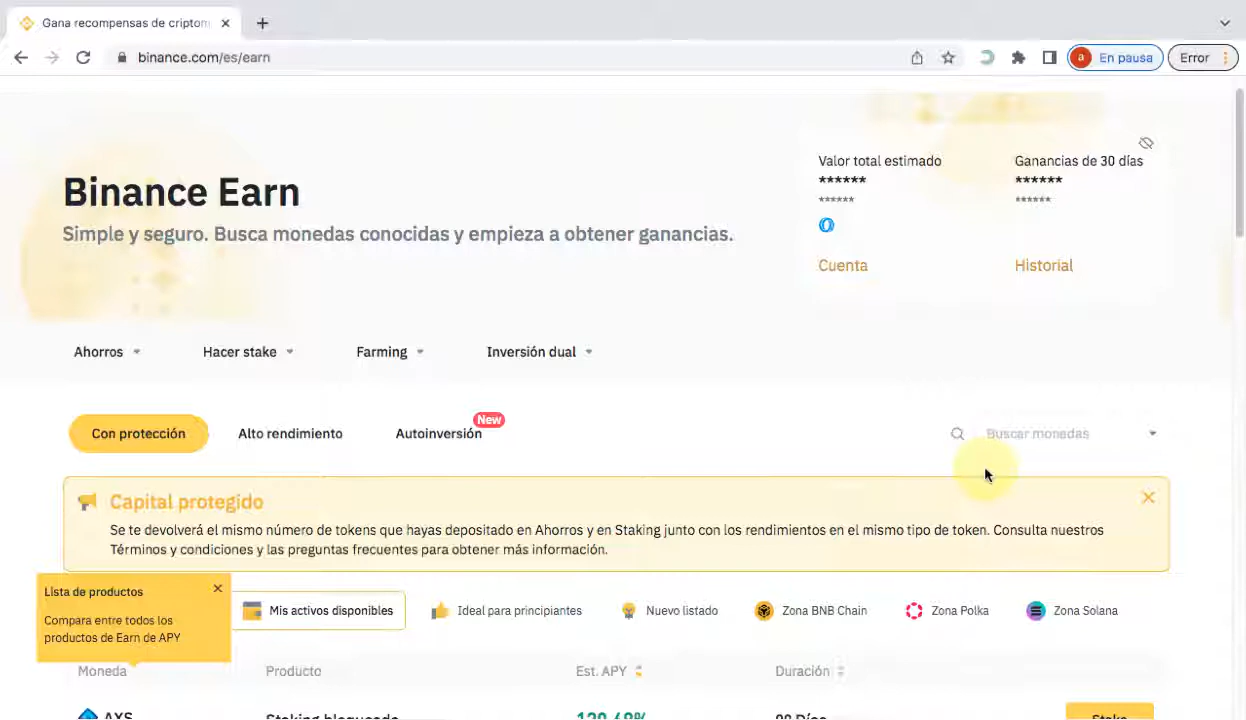 Gana recompensas de criptom
binance.com/es/earn
a
En pausa
Error
Binance Earn
Simple y seguro. Busca monedas conocidas y empieza a obtener ganancias.
Valor total estimado
Ganancias de 30 días
******
******
******
******
Cuenta
Historial
Ahorros
Hacer stake
Farming
Inversión dual
Con protección
Alto rendimiento
Autoinversión
New
Buscar monedas
Capital protegido
Se te devolverá el mismo número de tokens que hayas depositado en Ahorros y en Staking junto con los rendimientos en el mismo tipo de token. Consulta nuestros
Términos y condiciones y las preguntas frecuentes para obtener más información.
Lista de productos
Compara entre todos los
productos de Earn de APY
Mis activos disponibles
Ideal para principiantes
Nuevo listado
Zona BNB Chain
Zona Polka
Zona Solana
Moneda
Producto
Est. APY
Duración
AXS
Staking bloqueado
90 Días
Stake